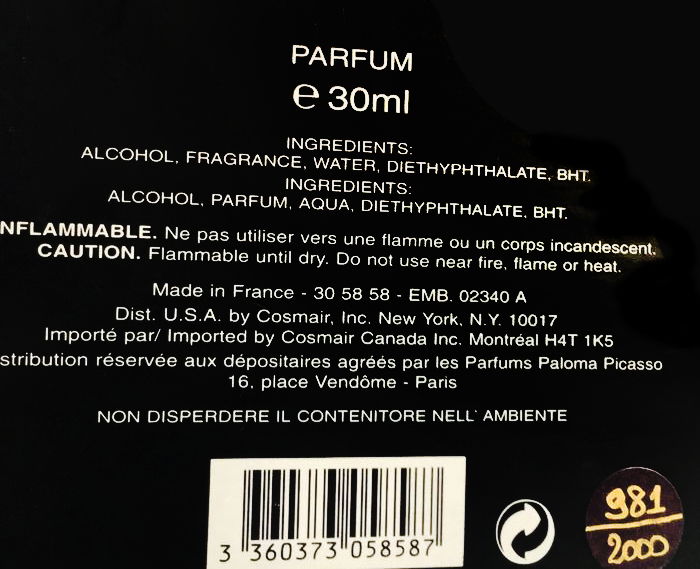 PARFUM
℮ 30ml
INGREDIENTS:
ALCOHOL, FRAGRANCE, WATER, DIETHYPHTHALATE, BHT.
INGREDIENTS:
ALCOHOL, PARFUM, AQUA, DIETHYPHTHALATE, BHT.
NFLAMMABLE. Ne pas utiliser vers une flamme ou un corps incandescent.
CAUTION. Flammable until dry. Do not use near fire, flame or heat.
Made in France - 30 58 58 - EMB. 02340 A
Dist. U.S.A. by Cosmair, Inc. New York, N.Y. 10017
Importé par/ Imported by Cosmair Canada Inc. Montréal H4T 1K5
stribution réservée aux dépositaires agréés par les Parfums Paloma Picasso
16, place Vendôme - Paris
NON DISPERDERE IL CONTENITORE NELL' AMBIENTE
3 360373 058587
981
2000